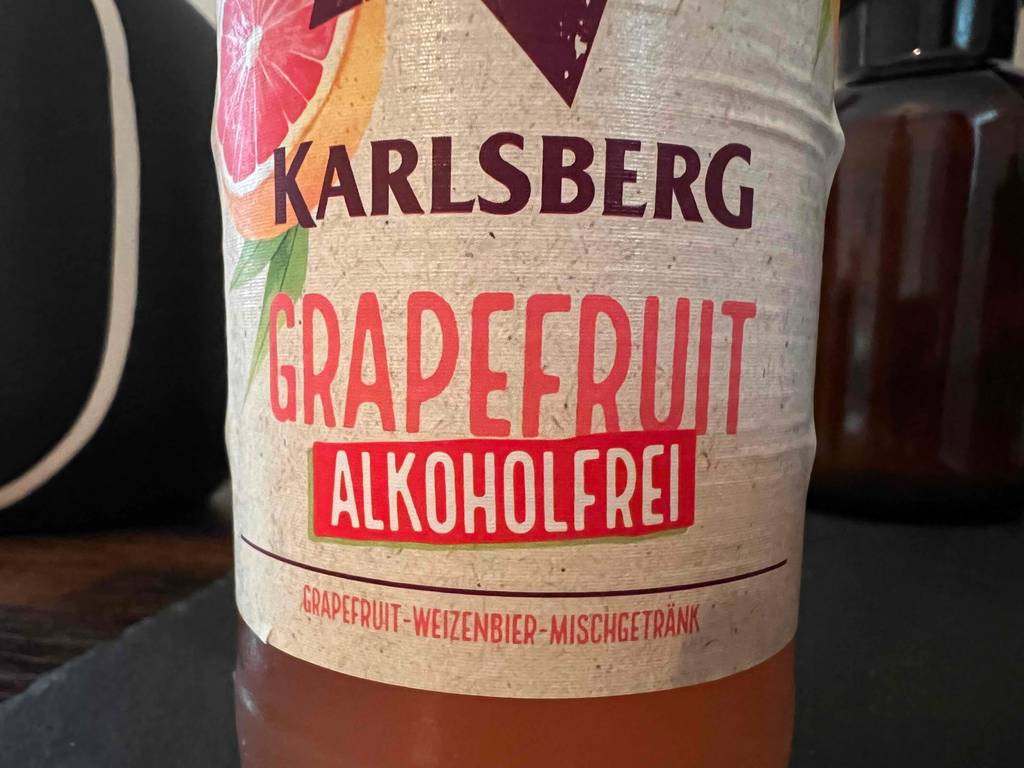 KARLSBERG
GRAPEFRUIT
ALKOHOLFREI
GRAPEFRUIT-WEIZENBIER-MISCHGETRÄNK